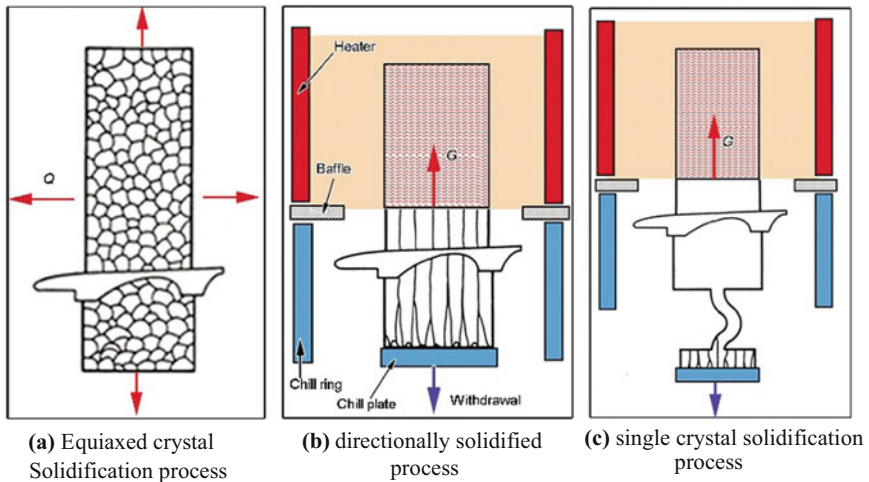 Q
Heater
G
Baffle
Chill ring
Chill plate
Withdrawal
G
(a) Equiaxed crystal
Solidification process
(b) directionally solidified
process
(c) single crystal solidification
process